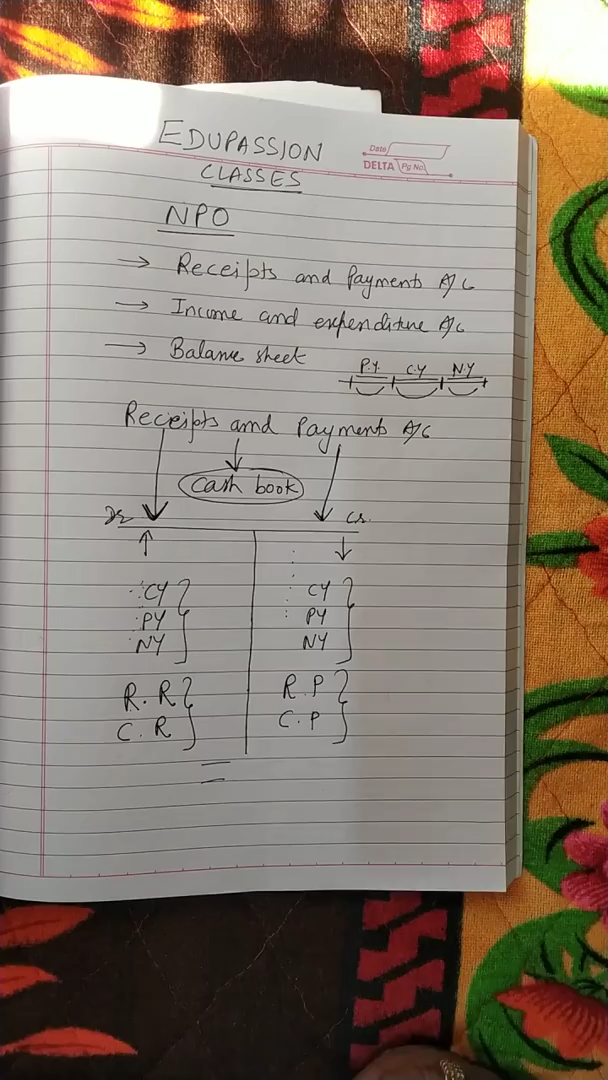 EDUPASSION
CLASSES
Date
DELTA Pg No.
NPO
→ Receipts and Payments A/c
→ Income and expenditure A/c
→ Balance sheet
P.Y. C.Y N.Y
Receipts and Payments A/c
Cash book
Dr Cr.
CY CY
PY PY
NY NY
R.R R.P
C.R C.P